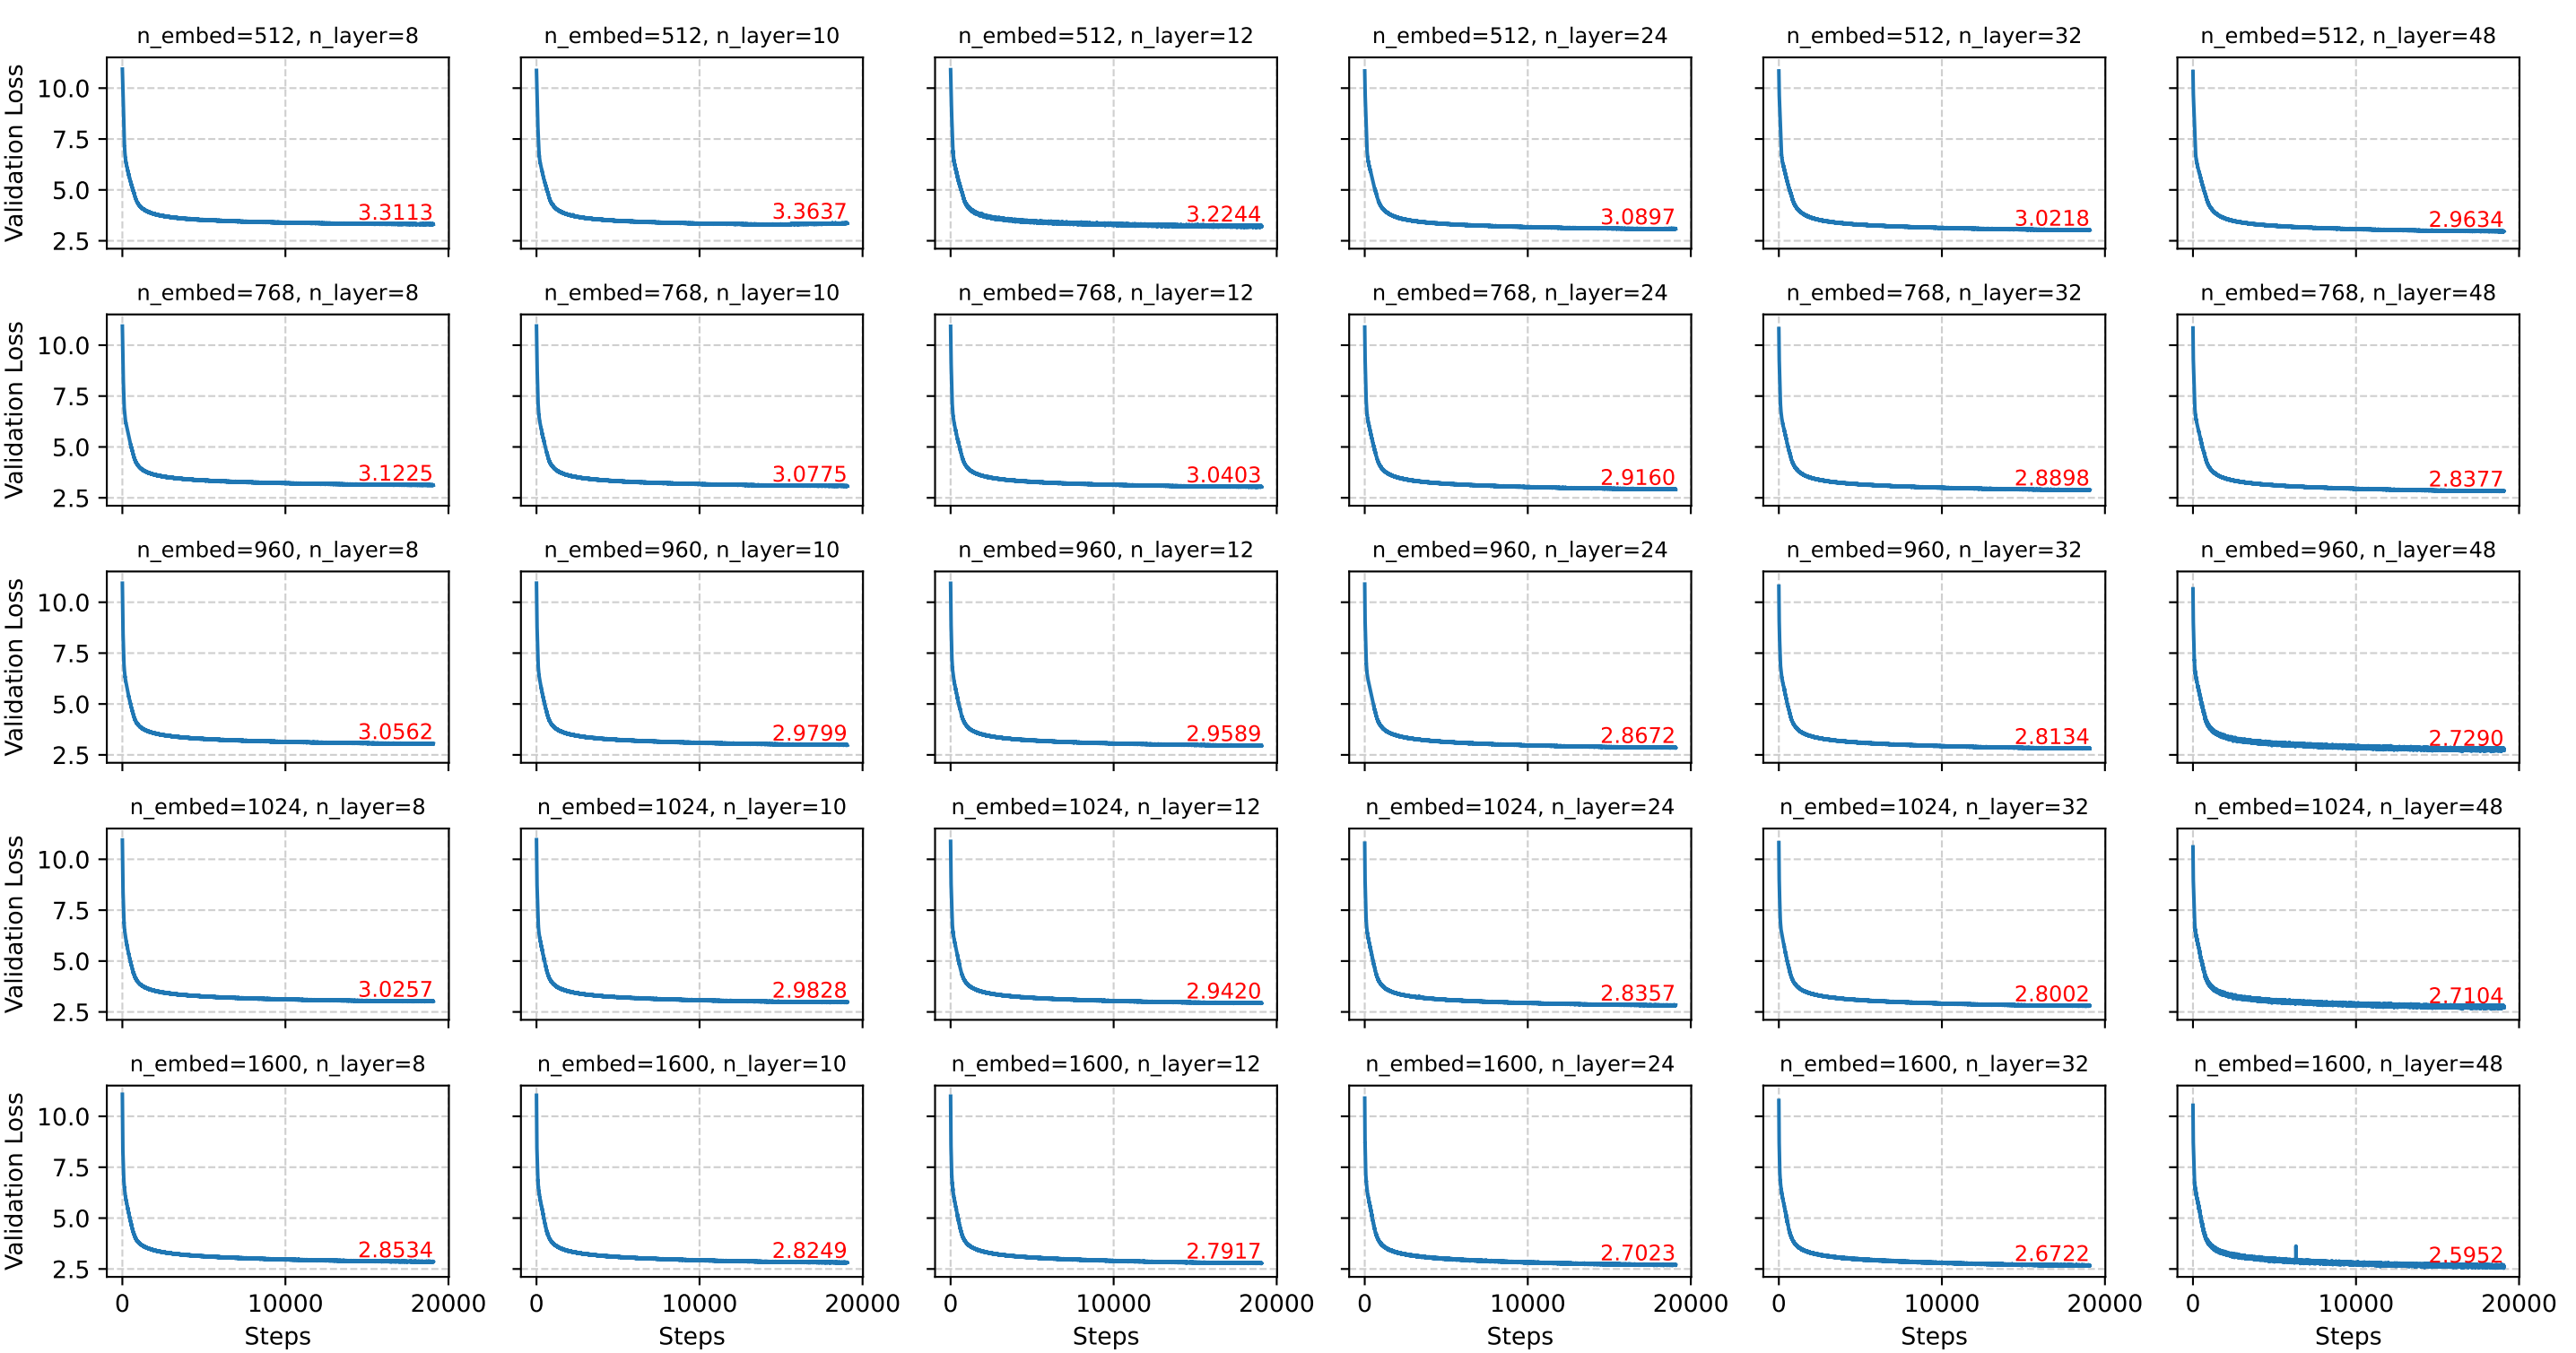 n_embed=512, n_layer=8 n_embed=512, n_layer=10 n_embed=512, n_layer=12 n_embed=512, n_layer=24 n_embed=512, n_layer=32 n_embed=512, n_layer=48
Validation Loss
10.0
7.5
5.0
2.5
3.3113 3.3637 3.2244 3.0897 3.0218 2.9634
n_embed=768, n_layer=8 n_embed=768, n_layer=10 n_embed=768, n_layer=12 n_embed=768, n_layer=24 n_embed=768, n_layer=32 n_embed=768, n_layer=48
Validation Loss
10.0
7.5
5.0
2.5
3.1225 3.0775 3.0403 2.9160 2.8898 2.8377
n_embed=960, n_layer=8 n_embed=960, n_layer=10 n_embed=960, n_layer=12 n_embed=960, n_layer=24 n_embed=960, n_layer=32 n_embed=960, n_layer=48
Validation Loss
10.0
7.5
5.0
2.5
3.0562 2.9799 2.9589 2.8672 2.8134 2.7290
n_embed=1024, n_layer=8 n_embed=1024, n_layer=10 n_embed=1024, n_layer=12 n_embed=1024, n_layer=24 n_embed=1024, n_layer=32 n_embed=1024, n_layer=48
Validation Loss
10.0
7.5
5.0
2.5
3.0257 2.9828 2.9420 2.8357 2.8002 2.7104
n_embed=1600, n_layer=8 n_embed=1600, n_layer=10 n_embed=1600, n_layer=12 n_embed=1600, n_layer=24 n_embed=1600, n_layer=32 n_embed=1600, n_layer=48
Validation Loss
10.0
7.5
5.0
2.5
2.8534 2.8249 2.7917 2.7023 2.6722 2.5952
0 10000 20000 0 10000 20000 0 10000 20000 0 10000 20000 0 10000 20000 0 10000 20000
Steps Steps Steps Steps Steps Steps